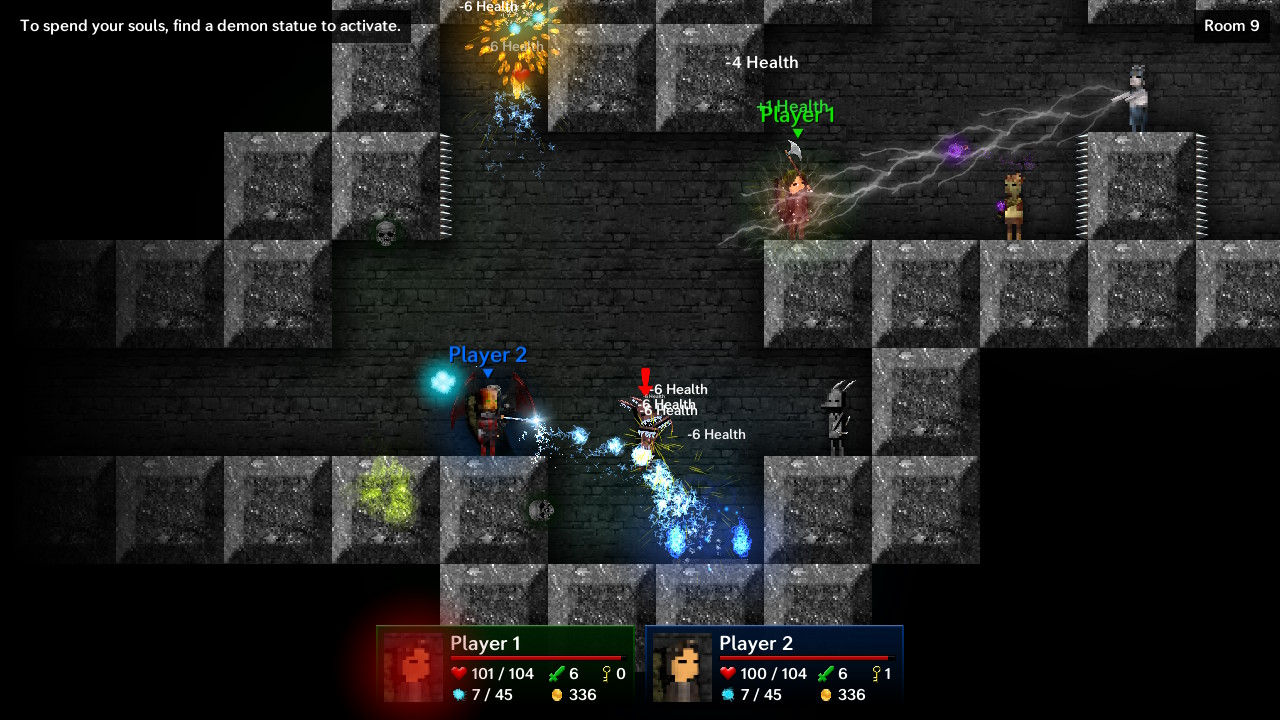 -6 Health
To spend your souls, find a demon statue to activate.
Room 9
6 Health
-4 Health
+1 Health
Player 1
Player 2
-6 Health
6 Health
-6 Health
-6 Health
Player 1
101 / 104
6
0
7 / 45
336
Player 2
100 / 104
6
1
7 / 45
336